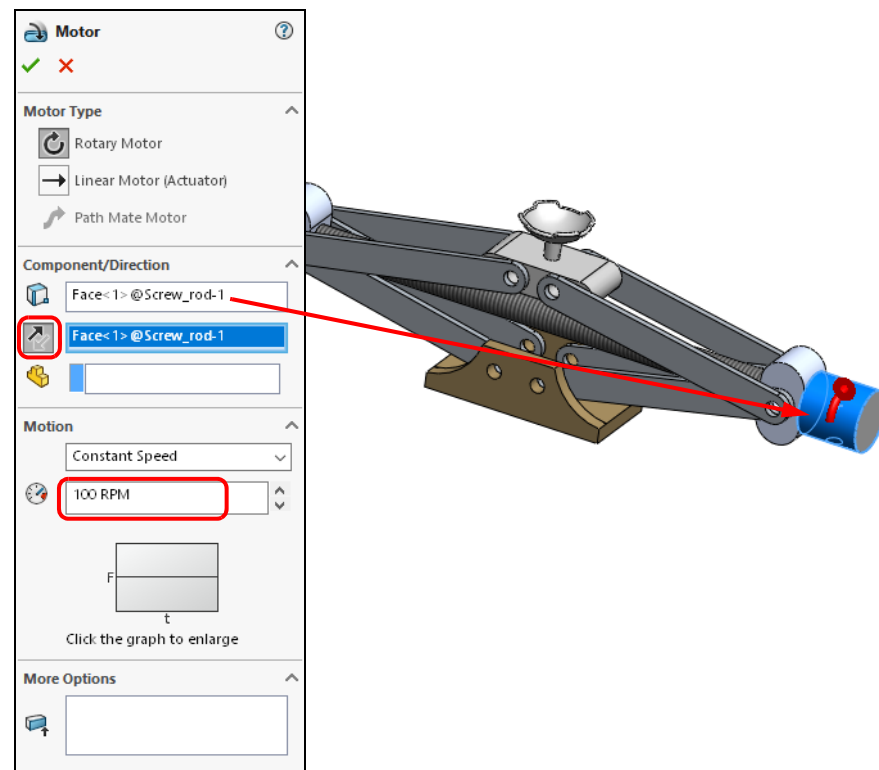 Motor
?
Motor Type
Rotary Motor
Linear Motor (Actuator)
Path Mate Motor
Component/Direction
Face<1>@Screw_rod-1
Face<1>@Screw_rod-1
Motion
Constant Speed
100 RPM
F
t
Click the graph to enlarge
More Options